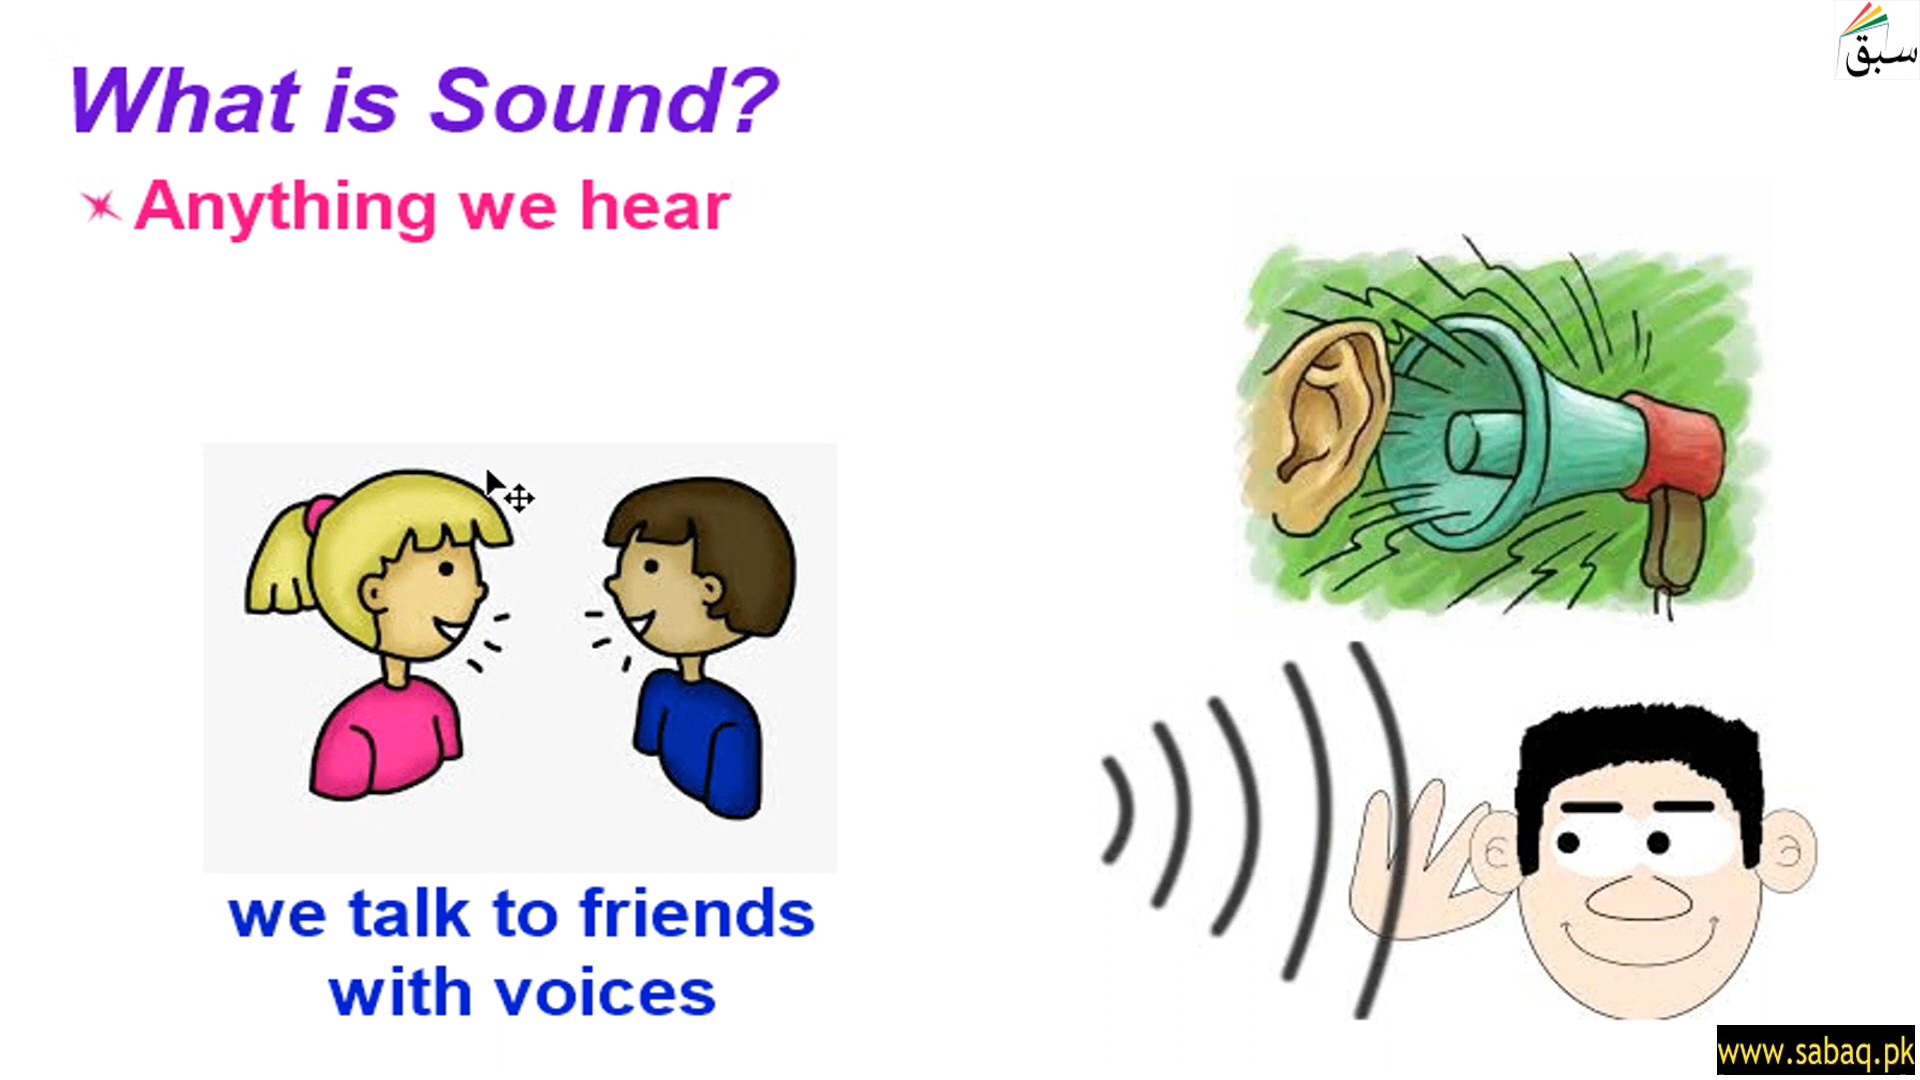 سبق
What is Sound?
Anything we hear
we talk to friends
with voices
www.sabaq.pk